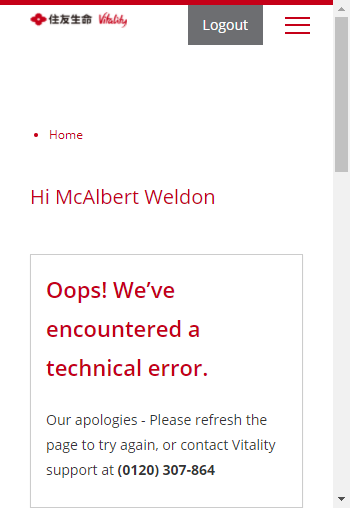 住友生命 Vitality
Logout
Home
Hi McAlbert Weldon
Oops! We’ve
encountered a
technical error.
Our apologies - Please refresh the
page to try again, or contact Vitality
support at (0120) 307-864